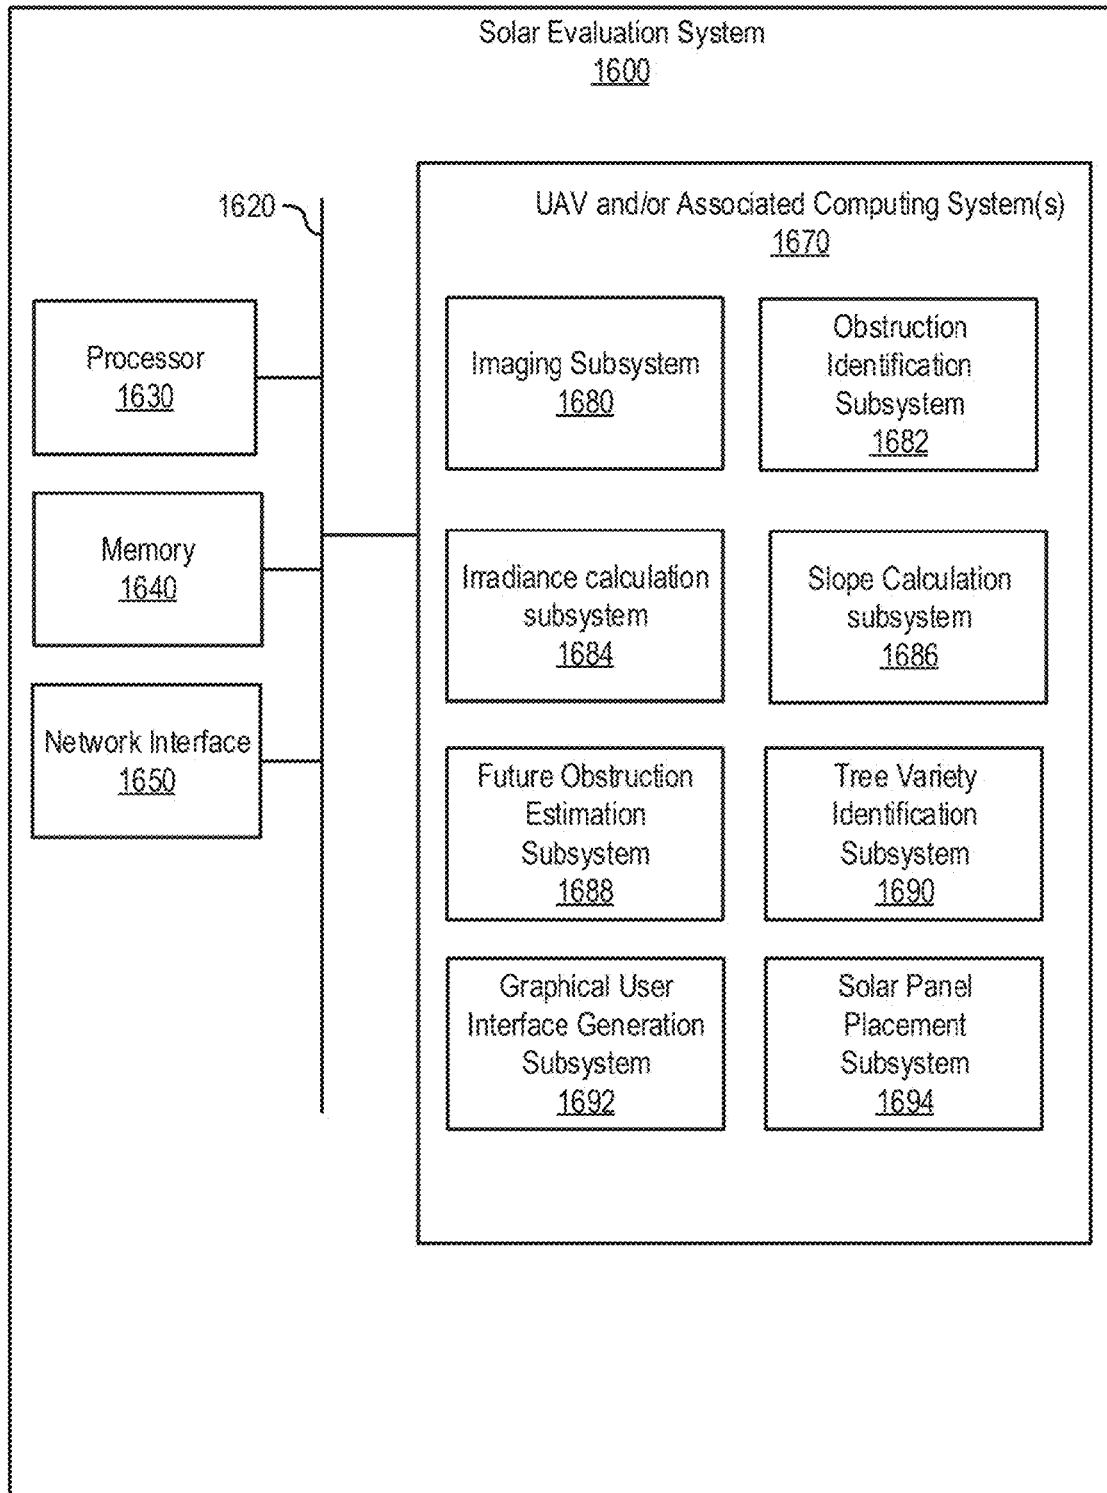 Solar Evaluation System
1600
1620
UAV and/or Associated Computing System(s)
1670
Processor
1630
Memory
1640
Network Interface
1650
Imaging Subsystem
1680
Obstruction
Identification
Subsystem
1682
Irradiance calculation
subsystem
1684
Slope Calculation
subsystem
1686
Future Obstruction
Estimation
Subsystem
1688
Tree Variety
Identification
Subsystem
1690
Graphical User
Interface Generation
Subsystem
1692
Solar Panel
Placement
Subsystem
1694